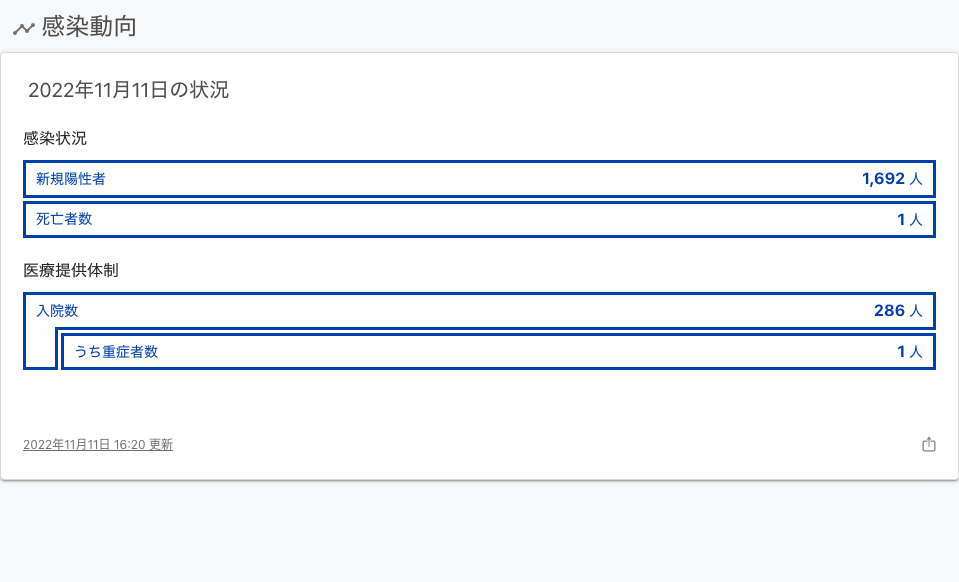 感染動向
2022年11月11日の状況
感染状況
新規陽性者 1,692 人
死亡者数 1 人
医療提供体制
入院数 286 人
うち重症者数 1 人
2022年11月11日 16:20 更新